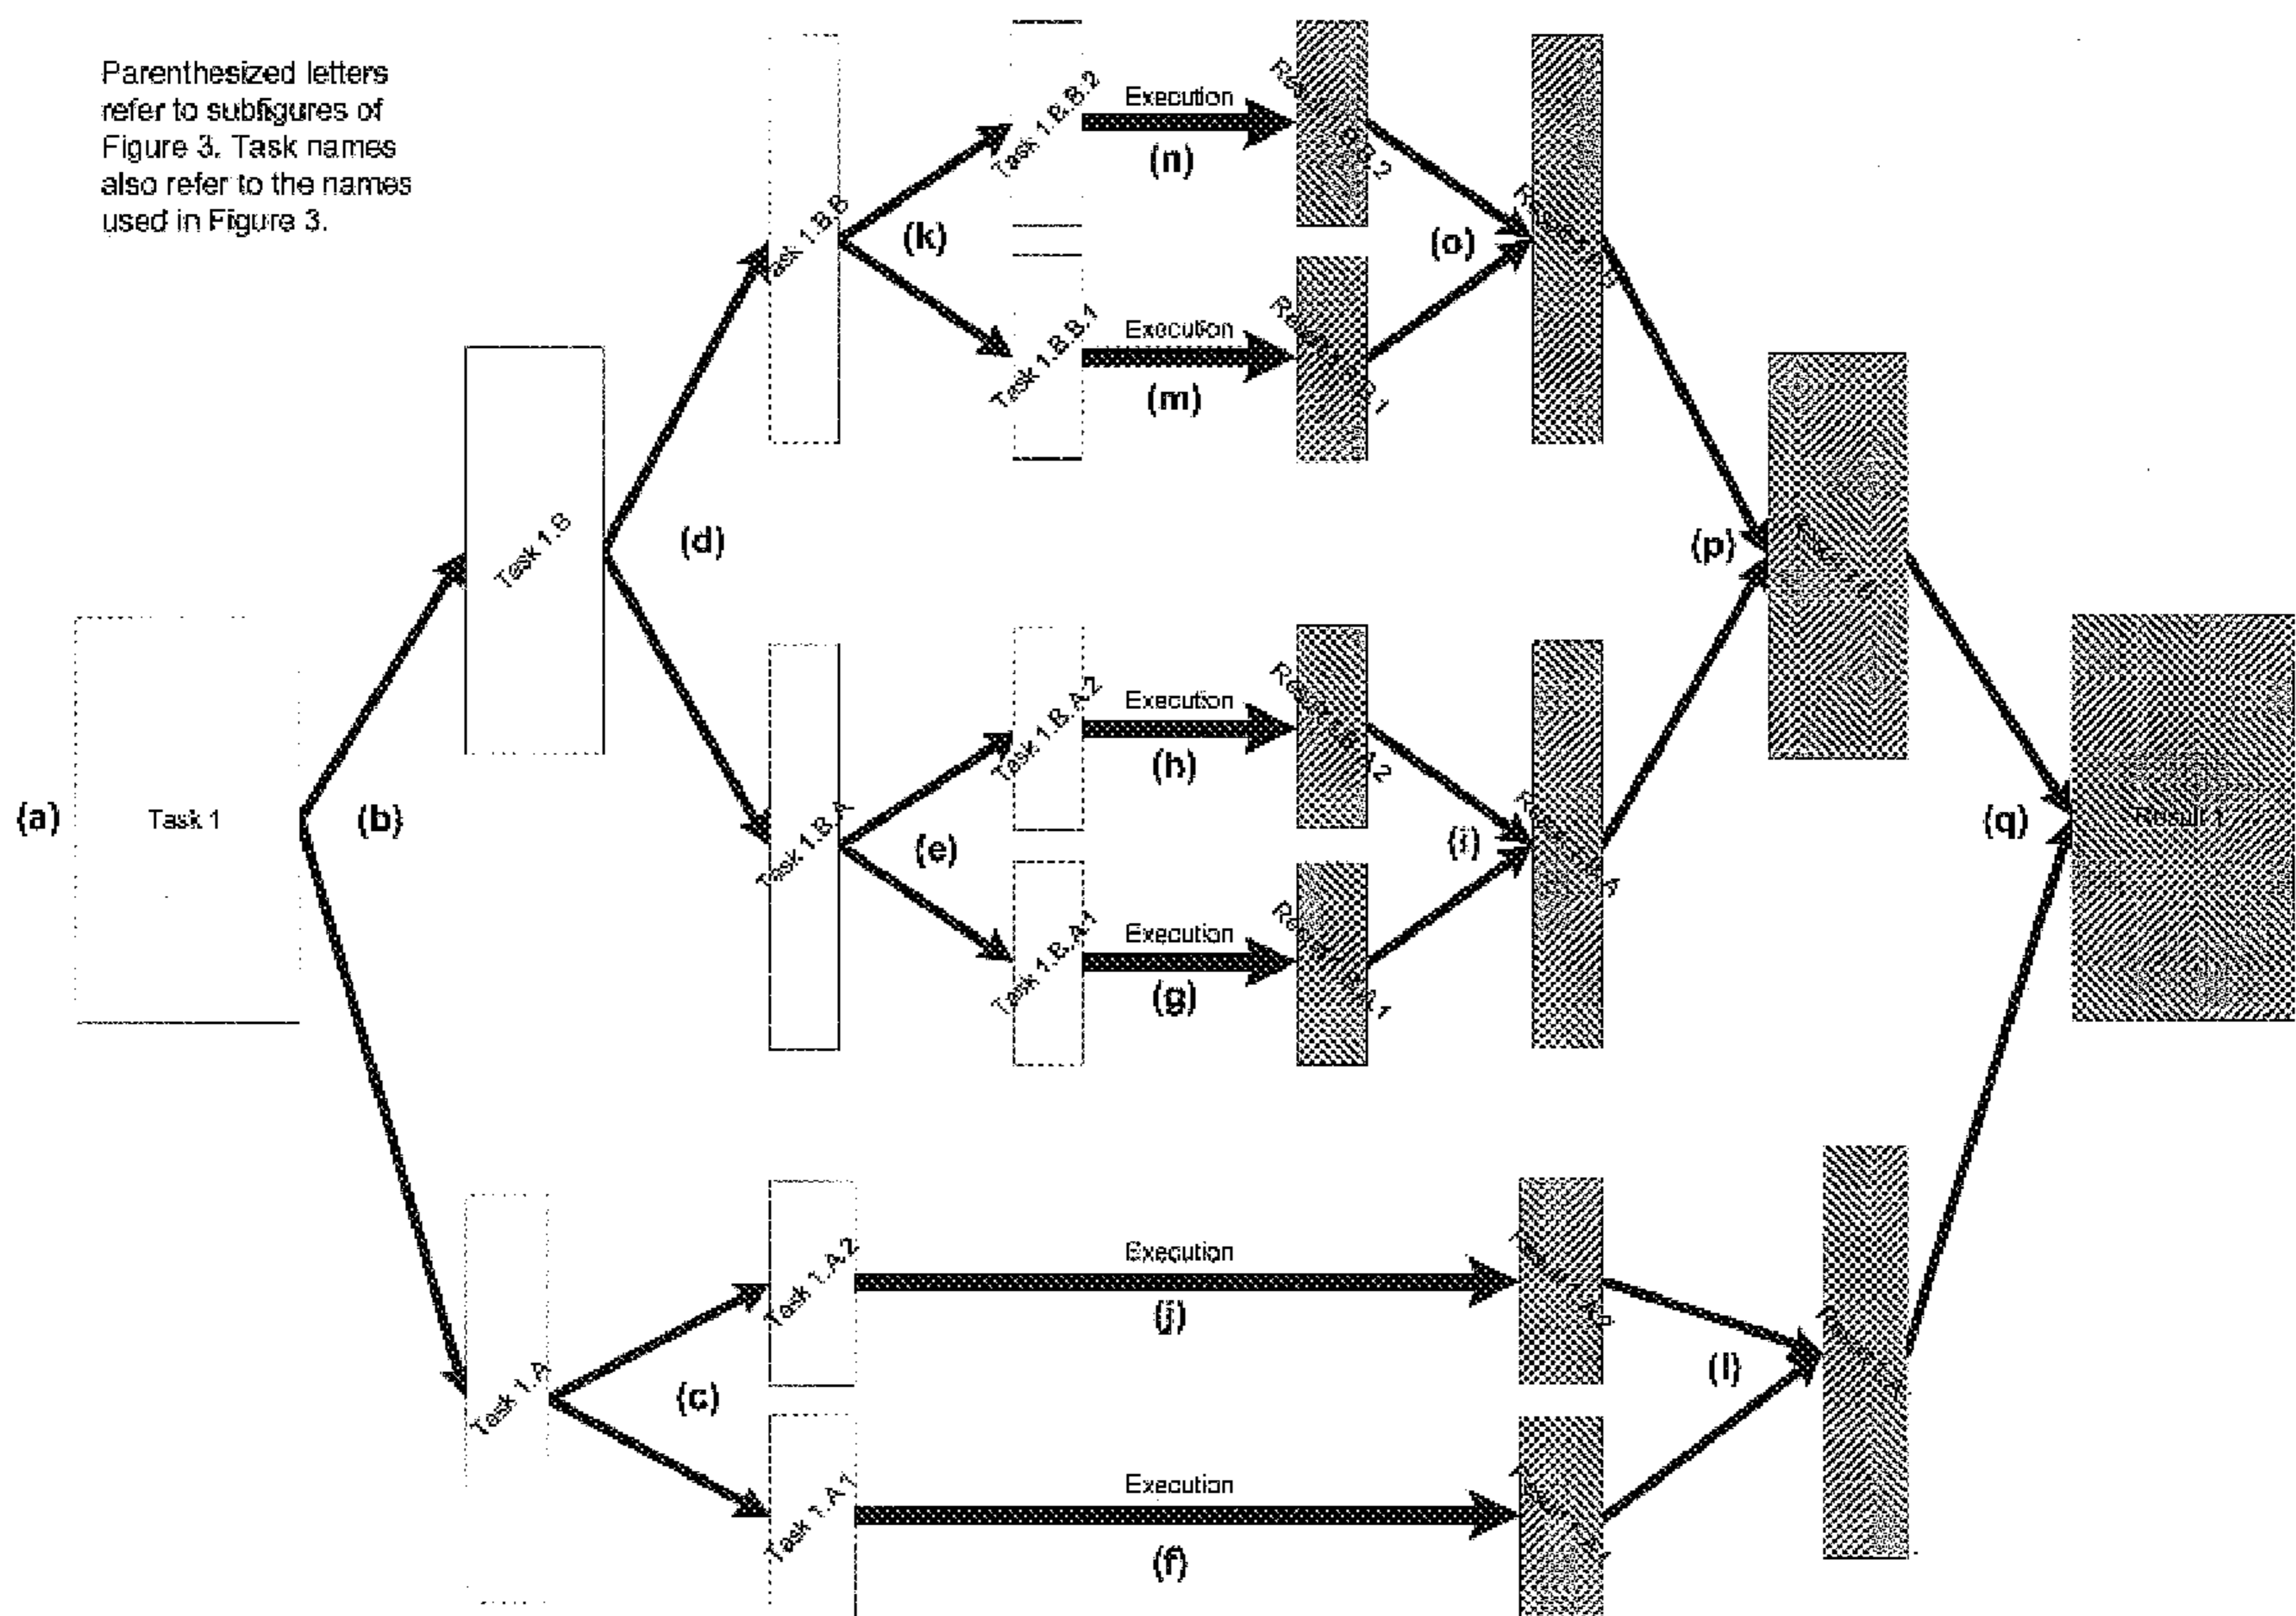 Parenthesized letters
refer to subfigures of
Figure 3. Task names
also refer to the names
used in Figure 3.
Task 1.B.B.2
Execution
(n)
Task 1.B.B
(k)
(o)
Task 1.B.B.1
Execution
(m)
Task 1.B
(d)
(p)
Task 1.B.A.2
Execution
(h)
(a)
Task 1
(b)
Task 1.B.A
(e)
(i)
(q)
Result 1
Task 1.B.A.1
Execution
(g)
Task 1.A
Task 1.A.2
Execution
(j)
(c)
(l)
Task 1.A.1
Execution
(f)